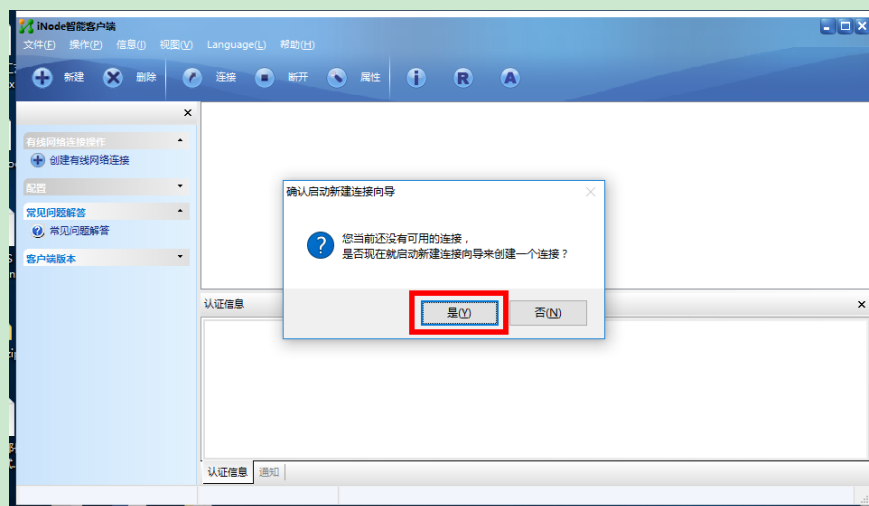 iNode智能客户端
文件(F) 操作(P) 信息(I) 视图(V) Language(L) 帮助(H)
新建 删除 连接 断开 属性 i R A
有线网络连接操作
创建有线网络连接
配置
常见问题解答
常见问题解答
客户端版本
确认启动新建连接向导
您当前还没有可用的连接，
是否现在就启动新建连接向导来创建一个连接？
是(Y) 否(N)
认证信息
认证信息 通知